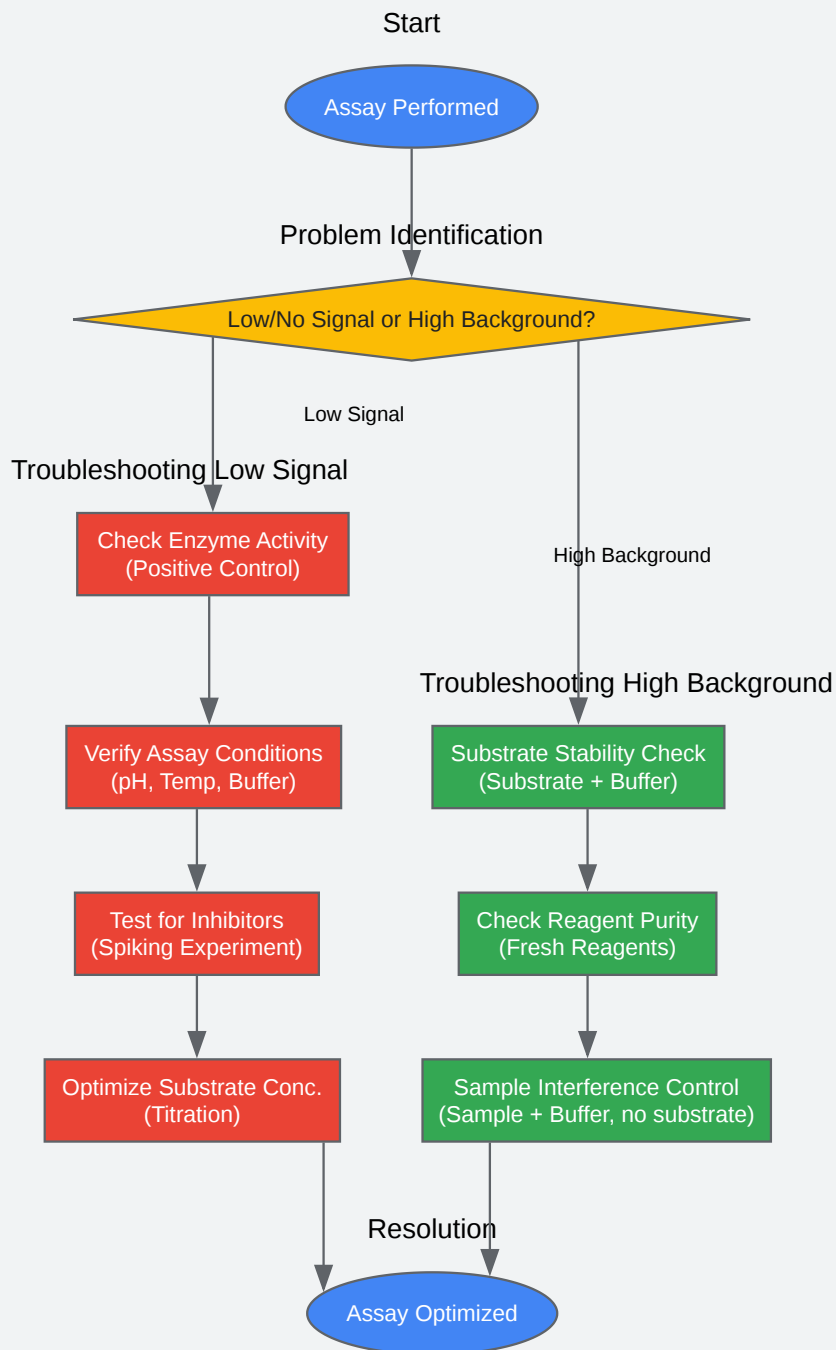 Start
Assay Performed
Problem Identification
Low/No Signal or High Background?
Low Signal
Troubleshooting Low Signal
Check Enzyme Activity
(Positive Control)
High Background
Troubleshooting High Background
Verify Assay Conditions
(pH, Temp, Buffer)
Substrate Stability Check
(Substrate + Buffer)
Test for Inhibitors
(Spiking Experiment)
Check Reagent Purity
(Fresh Reagents)
Optimize Substrate Conc.
(Titration)
Sample Interference Control
(Sample + Buffer, no substrate)
Resolution
Assay Optimized